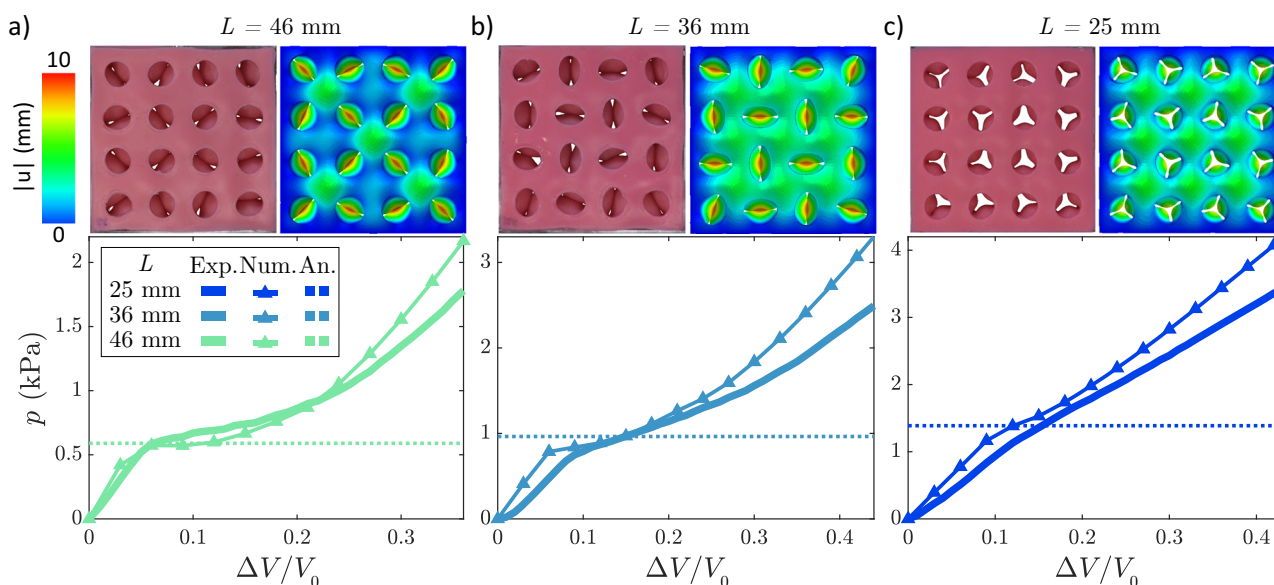 a) L = 46 mm
b) L = 36 mm
c) L = 25 mm
|u| (mm)
10
0
p (kPa)
2
1.5
1
0.5
0
L Exp. Num. An.
25 mm
36 mm
46 mm
0 0.1 0.2 0.3
ΔV/V₀
3
2
1
0
0 0.1 0.2 0.3 0.4
ΔV/V₀
4
3
2
1
0
0 0.1 0.2 0.3 0.4
ΔV/V₀